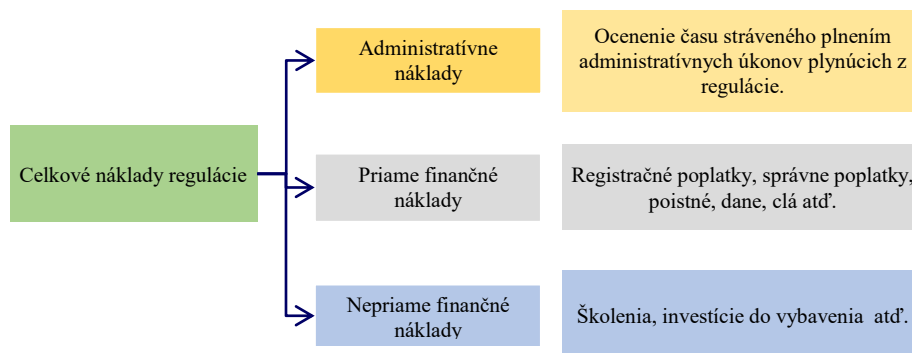 Celkové náklady regulácie
Administratívne
náklady
Ocenenie času stráveného plnením
administratívnych úkonov plynúcich z
regulácie.
Priame finančné
náklady
Registračné poplatky, správne poplatky,
poistné, dane, clá atď.
Nepriame finančné
náklady
Školenia, investície do vybavenia  atď.